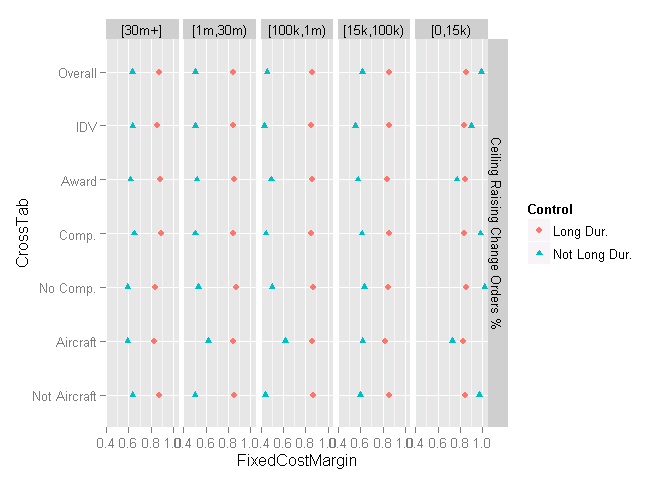 [30m+] [1m,30m) [100k,1m) [15k,100k) [0,15k)
Overall
IDV
Award
Comp.
No Comp.
Aircraft
Not Aircraft
CrossTab
Ceiling Raising Change Orders %
Control
Long Dur.
Not Long Dur.
0.4 0.6 0.8 1.0 0.4 0.6 0.8 1.0 0.4 0.6 0.8 1.0 0.4 0.6 0.8 1.0 0.4 0.6 0.8 1.0
FixedCostMargin